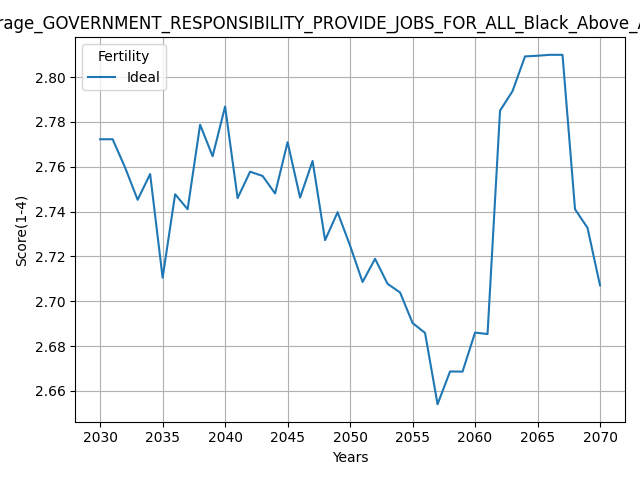 rage_GOVERNMENT_RESPONSIBILITY_PROVIDE_JOBS_FOR_ALL_Black_Above_A
Fertility
Ideal
Score(1-4)
2.80
2.78
2.76
2.74
2.72
2.70
2.68
2.66
2030 2035 2040 2045 2050 2055 2060 2065 2070
Years